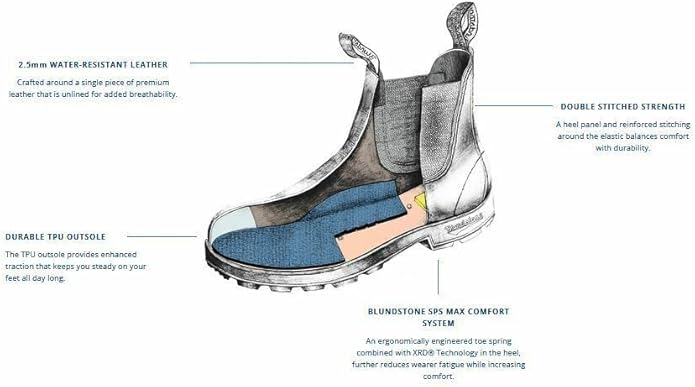 2.5mm WATER-RESISTANT LEATHER
Crafted around a single piece of premium
leather that is unlined for added breathability.
DOUBLE STITCHED STRENGTH
A heel panel and reinforced stitching
around the elastic balances comfort
with durability.
DURABLE TPU OUTSOLE
The TPU outsole provides enhanced
traction that keeps you steady on your
feet all day long.
Blundstone
BLUNDSTONE SPS MAX COMFORT
SYSTEM
An ergonomically engineered toe spring
combined with XRD® Technology in the heel,
further reduces wearer fatigue while increasing
comfort.